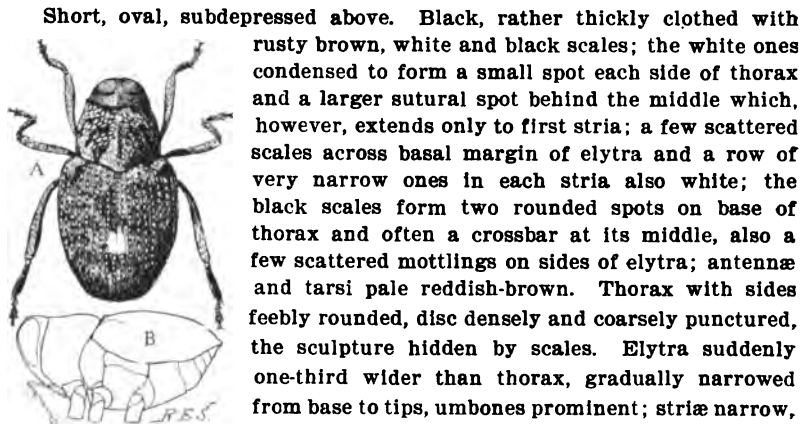 Short, oval, subdepressed above. Black, rather thickly clothed with
rusty brown, white and black scales; the white ones
condensed to form a small spot each side of thorax
and a larger sutural spot behind the middle which,
however, extends only to first stria; a few scattered
scales across basal margin of elytra and a row of
very narrow ones in each stria also white; the
black scales form two rounded spots on base of
thorax and often a crossbar at its middle, also a
few scattered mottlings on sides of elytra; antennæ
and tarsi pale reddish-brown. Thorax with sides
feebly rounded, disc densely and coarsely punctured,
the sculpture hidden by scales. Elytra suddenly
one-third wider than thorax, gradually narrowed
from base to tips, umbones prominent; striæ narrow,
A
B
R.E.S.